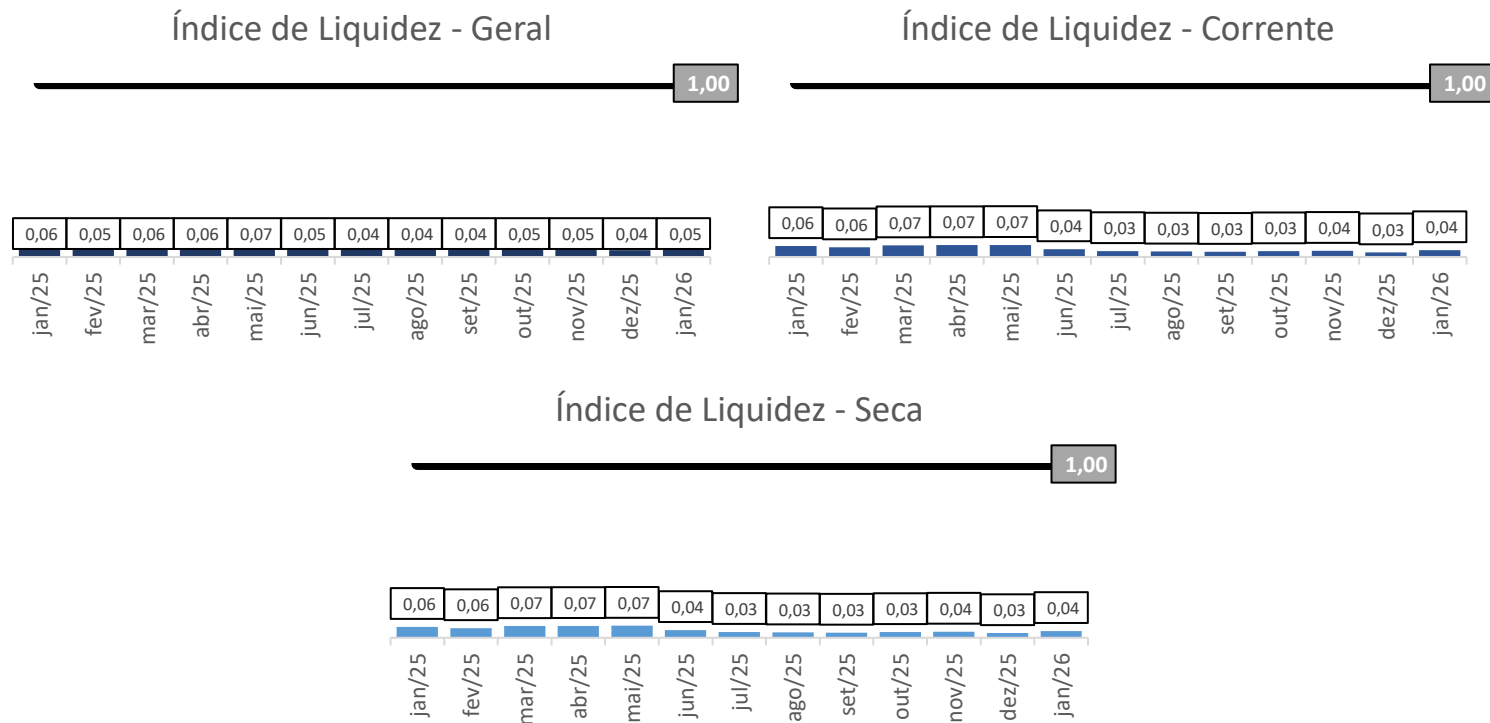 Índice de Liquidez - Geral
1,00
0,06 0,05 0,06 0,06 0,07 0,05 0,04 0,04 0,04 0,05 0,05 0,04 0,05
jan/25 fev/25 mar/25 abr/25 mai/25 jun/25 jul/25 ago/25 set/25 out/25 nov/25 dez/25 jan/26
Índice de Liquidez - Corrente
1,00
0,06 0,06 0,07 0,07 0,07 0,04 0,03 0,03 0,03 0,03 0,04 0,03 0,04
jan/25 fev/25 mar/25 abr/25 mai/25 jun/25 jul/25 ago/25 set/25 out/25 nov/25 dez/25 jan/26
Índice de Liquidez - Seca
1,00
0,06 0,06 0,07 0,07 0,07 0,04 0,03 0,03 0,03 0,03 0,04 0,03 0,04
jan/25 fev/25 mar/25 abr/25 mai/25 jun/25 jul/25 ago/25 set/25 out/25 nov/25 dez/25 jan/26